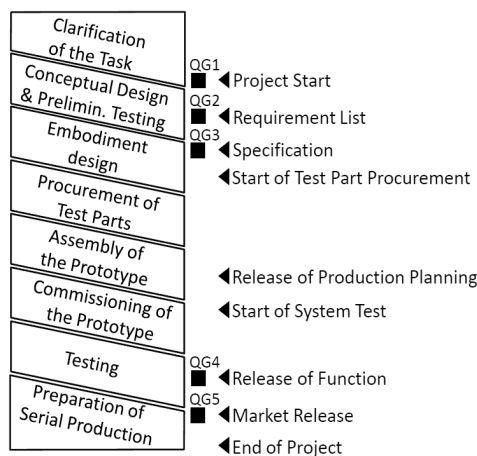 Clarification
of the Task
QG1
Project Start
Conceptual Design
& Prelimin. Testing
QG2
Requirement List
QG3
Specification
Embodiment
design
Start of Test Part Procurement
Procurement of
Test Parts
Assembly of
the Prototype
Release of Production Planning
Commissioning of
the Prototype
Start of System Test
Testing
QG4
Release of Function
QG5
Market Release
Preparation of
Serial Production
End of Project